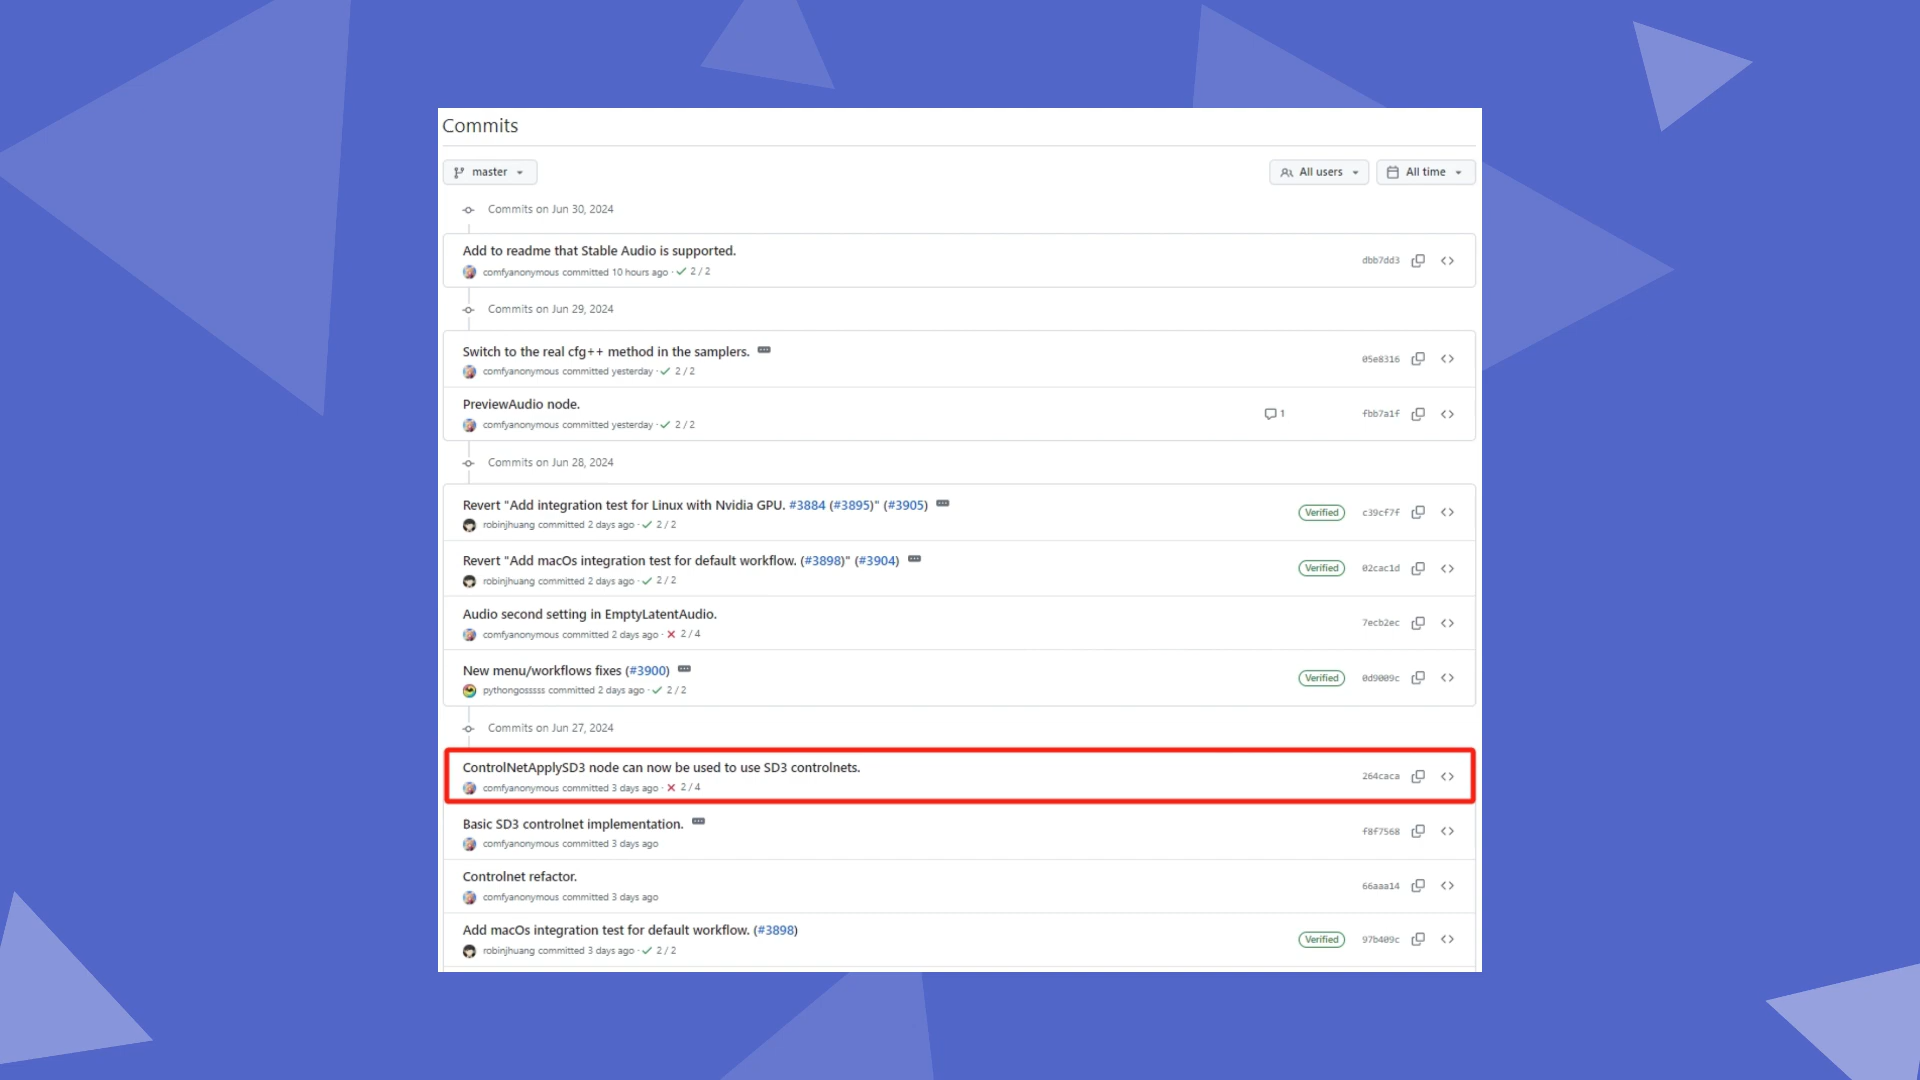 Commits
master
All users
All time
Commits on Jun 30, 2024
Add to readme that Stable Audio is supported.
comfyanonymous committed 10 hours ago · 2 / 2
dbb7dd3
Commits on Jun 29, 2024
Switch to the real cfg++ method in the samplers.
comfyanonymous committed yesterday · 2 / 2
05e8316
PreviewAudio node.
comfyanonymous committed yesterday · 2 / 2
1
fbb7a1f
Commits on Jun 28, 2024
Revert "Add integration test for Linux with Nvidia GPU. #3884 (#3895)" (#3905)
robinjhuang committed 2 days ago · 2 / 2
Verified
c39cf7f
Revert "Add macOs integration test for default workflow. (#3898)" (#3904)
robinjhuang committed 2 days ago · 2 / 2
Verified
02cac1d
Audio second setting in EmptyLatentAudio.
comfyanonymous committed 2 days ago · 2 / 4
7ecb2ec
New menu/workflows fixes (#3900)
pythongosssss committed 2 days ago · 2 / 2
Verified
0d9009c
Commits on Jun 27, 2024
ControlNetApplySD3 node can now be used to use SD3 controlnets.
comfyanonymous committed 3 days ago · 2 / 4
264caca
Basic SD3 controlnet implementation.
comfyanonymous committed 3 days ago
f8f7568
Controlnet refactor.
comfyanonymous committed 3 days ago
66aaa14
Add macOs integration test for default workflow. (#3898)
robinjhuang committed 3 days ago · 2 / 2
Verified
97b409c